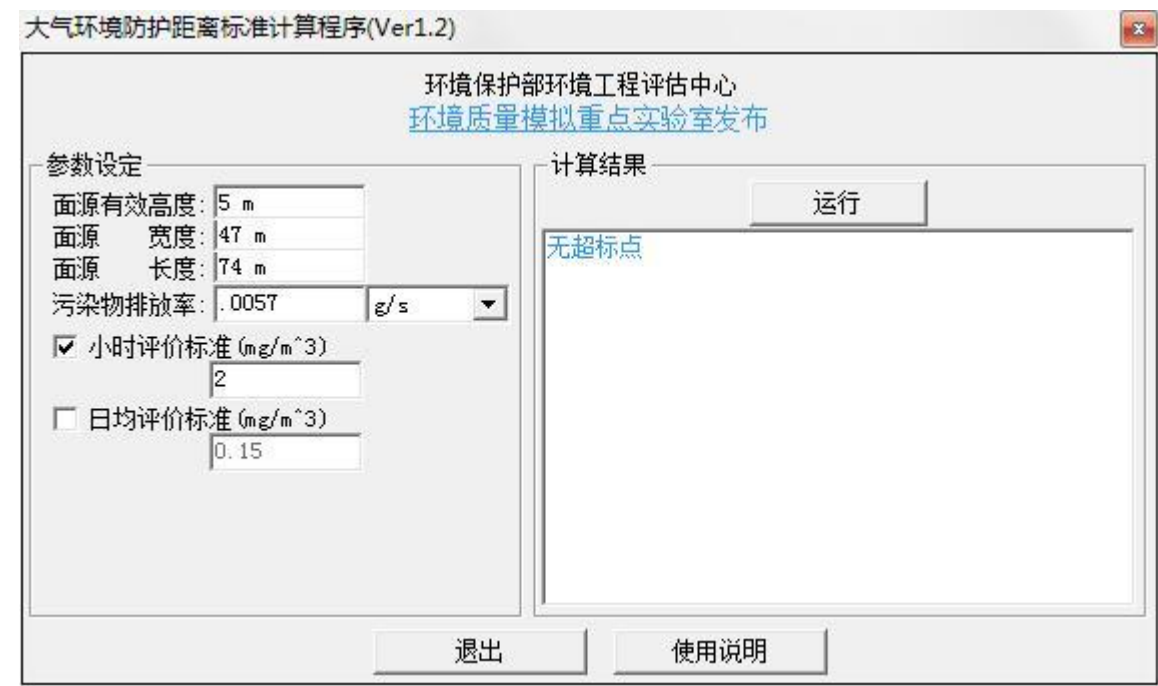 大气环境防护距离标准计算程序(Ver1.2)
环境保护部环境工程评估中心
环境质量模拟重点实验室发布
参数设定
面源有效高度: 5 m
面源 宽度: 47 m
面源 长度: 74 m
污染物排放率: .0057 g/s
小时评价标准(mg/m^3)
2
日均评价标准(mg/m^3)
0.15
计算结果
运行
无超标点
退出
使用说明